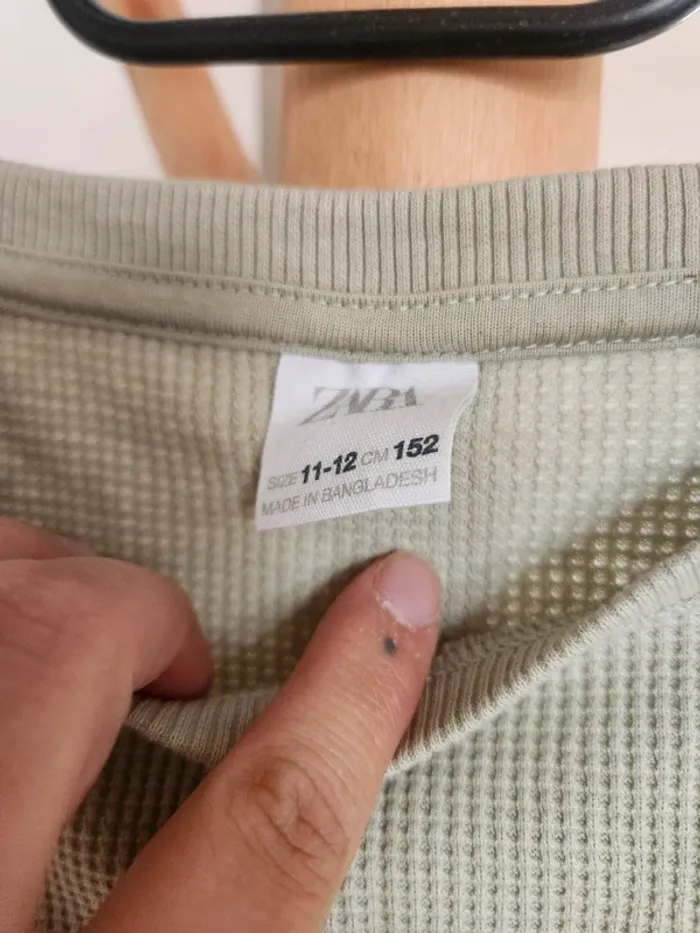 ZARA
SIZE 11-12 CM 152
MADE IN BANGLADESH